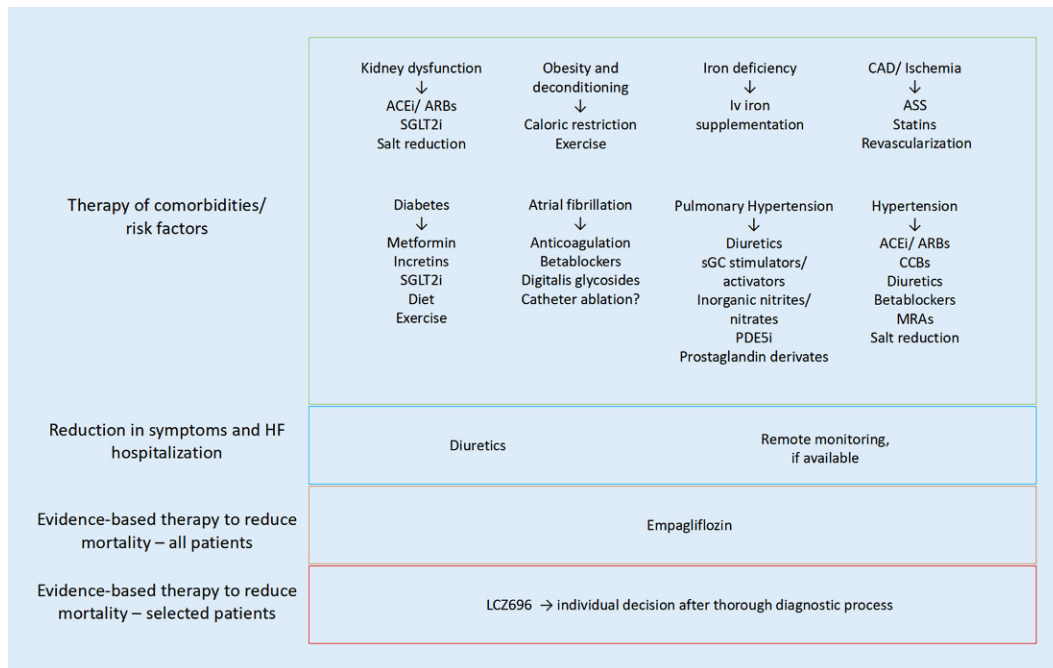 Therapy of comorbidities/
risk factors
Kidney dysfunction
↓
ACEi/ ARBs
SGLT2i
Salt reduction
Obesity and
deconditioning
↓
Caloric restriction
Exercise
Iron deficiency
↓
Iv iron
supplementation
CAD/ Ischemia
↓
ASS
Statins
Revascularization
Diabetes
↓
Metformin
Incretins
SGLT2i
Diet
Exercise
Atrial fibrillation
↓
Anticoagulation
Betablockers
Digitalis glycosides
Catheter ablation?
Pulmonary Hypertension
↓
Diuretics
sGC stimulators/
activators
Inorganic nitrites/
nitrates
PDE5i
Prostaglandin derivates
Hypertension
↓
ACEi/ ARBs
CCBs
Diuretics
Betablockers
MRAs
Salt reduction
Reduction in symptoms and HF
hospitalization
Diuretics
Remote monitoring,
if available
Evidence-based therapy to reduce
mortality – all patients
Empagliflozin
Evidence-based therapy to reduce
mortality – selected patients
LCZ696 → individual decision after thorough diagnostic process